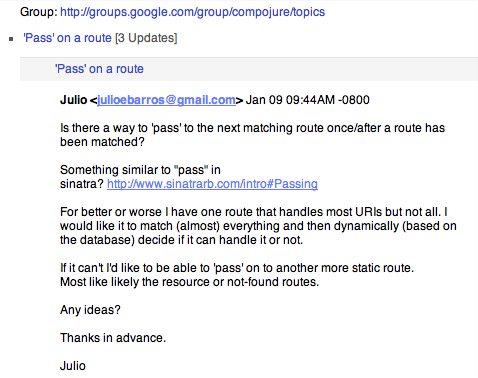 Group: http://groups.google.com/group/compojure/topics
'Pass' on a route [3 Updates]
'Pass' on a route
Julio <julioebarros@gmail.com> Jan 09 09:44AM -0800
Is there a way to 'pass' to the next matching route once/after a route has
been matched?
Something similar to "pass" in
sinatra? http://www.sinatrarb.com/intro#Passing
For better or worse I have one route that handles most URIs but not all. I
would like it to match (almost) everything and then dynamically (based on
the database) decide if it can handle it or not.
If it can't I'd like to be able to 'pass' on to another more static route.
Most like likely the resource or not-found routes.
Any ideas?
Thanks in advance.
Julio